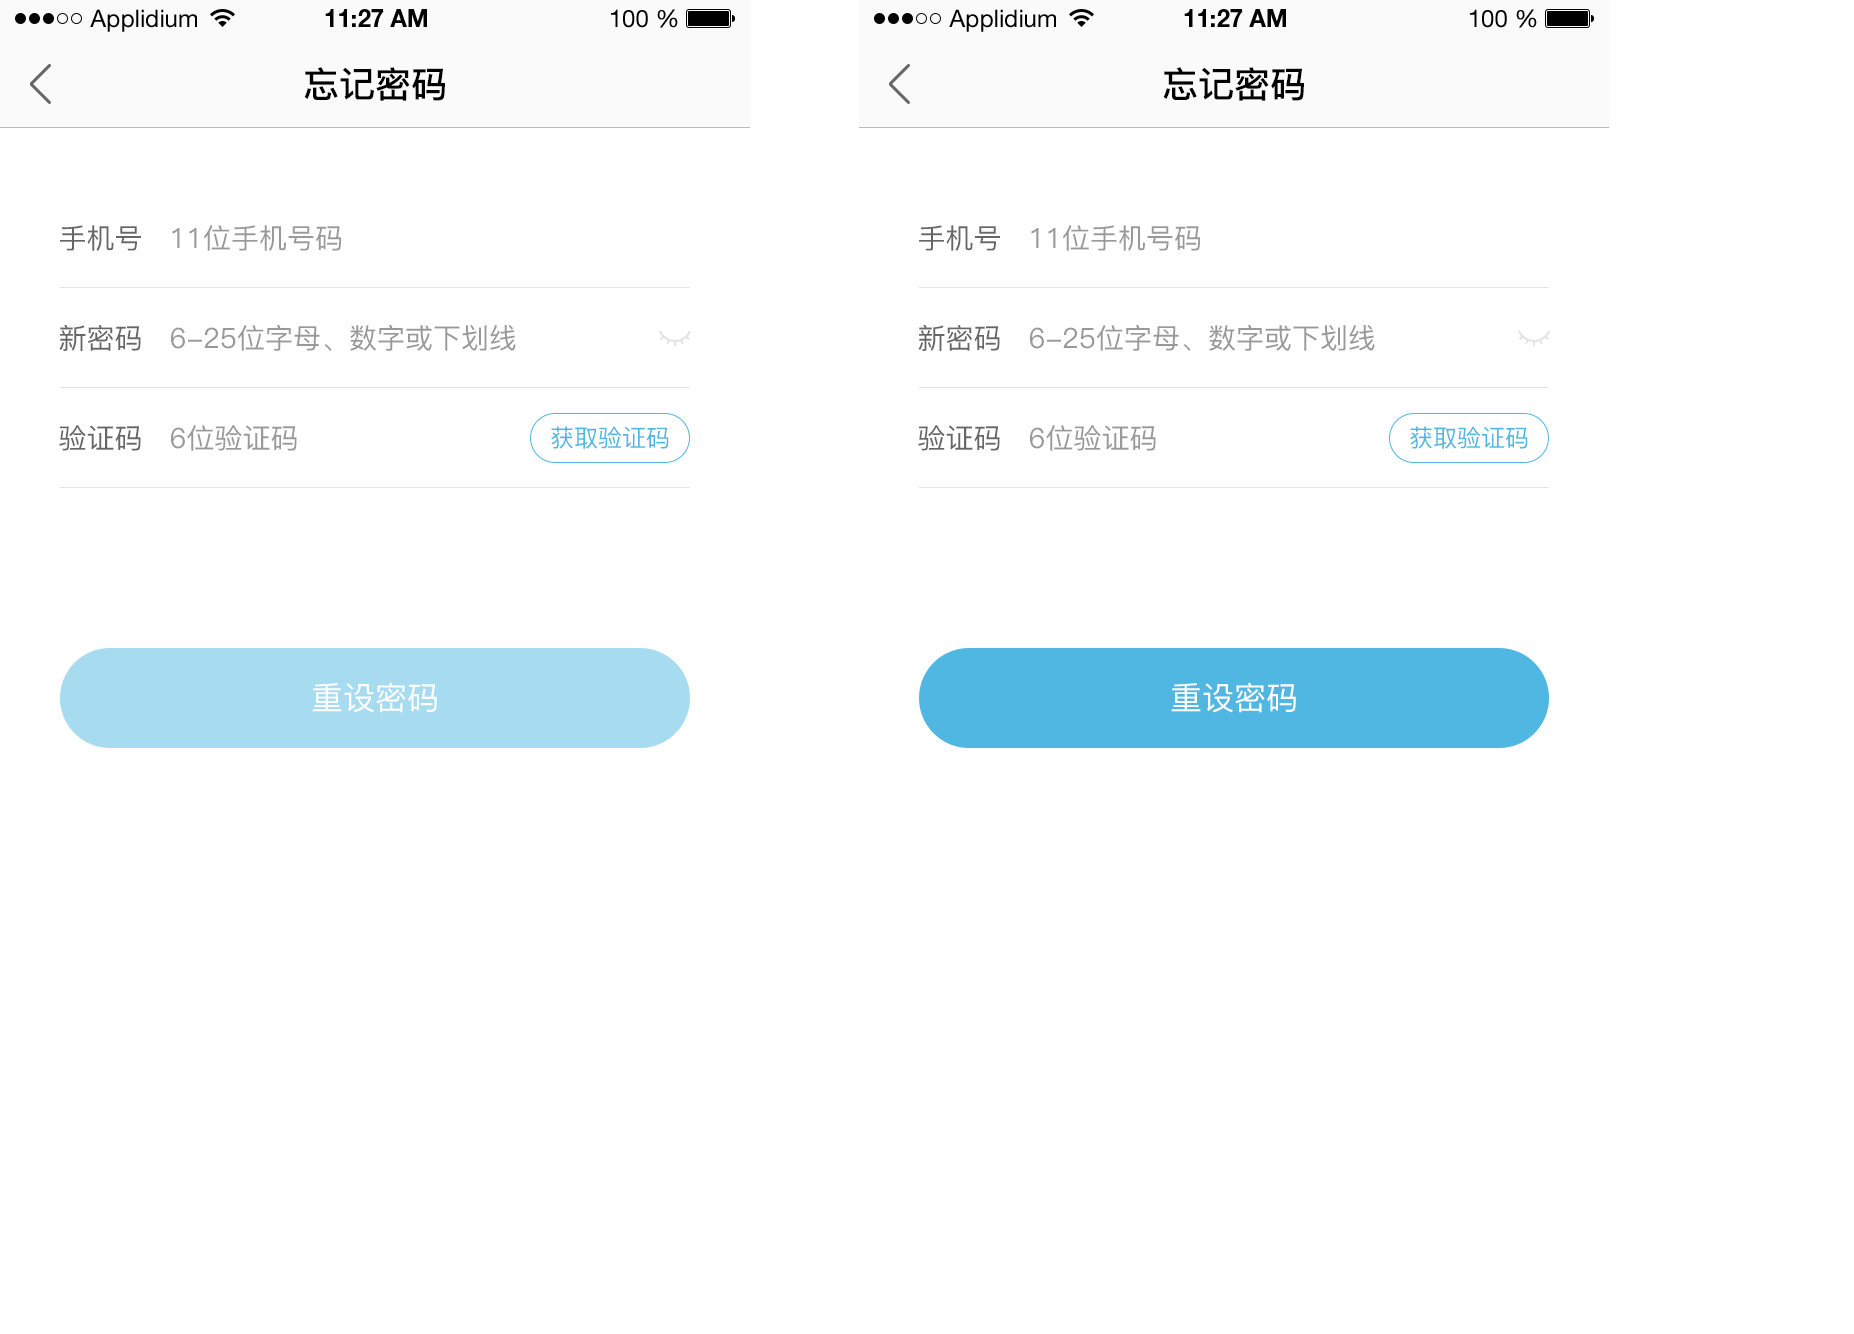 Applidium 11:27 AM 100 %
忘记密码
手机号 11位手机号码
新密码 6-25位字母、数字或下划线
验证码 6位验证码 获取验证码
重设密码
Applidium 11:27 AM 100 %
忘记密码
手机号 11位手机号码
新密码 6-25位字母、数字或下划线
验证码 6位验证码 获取验证码
重设密码